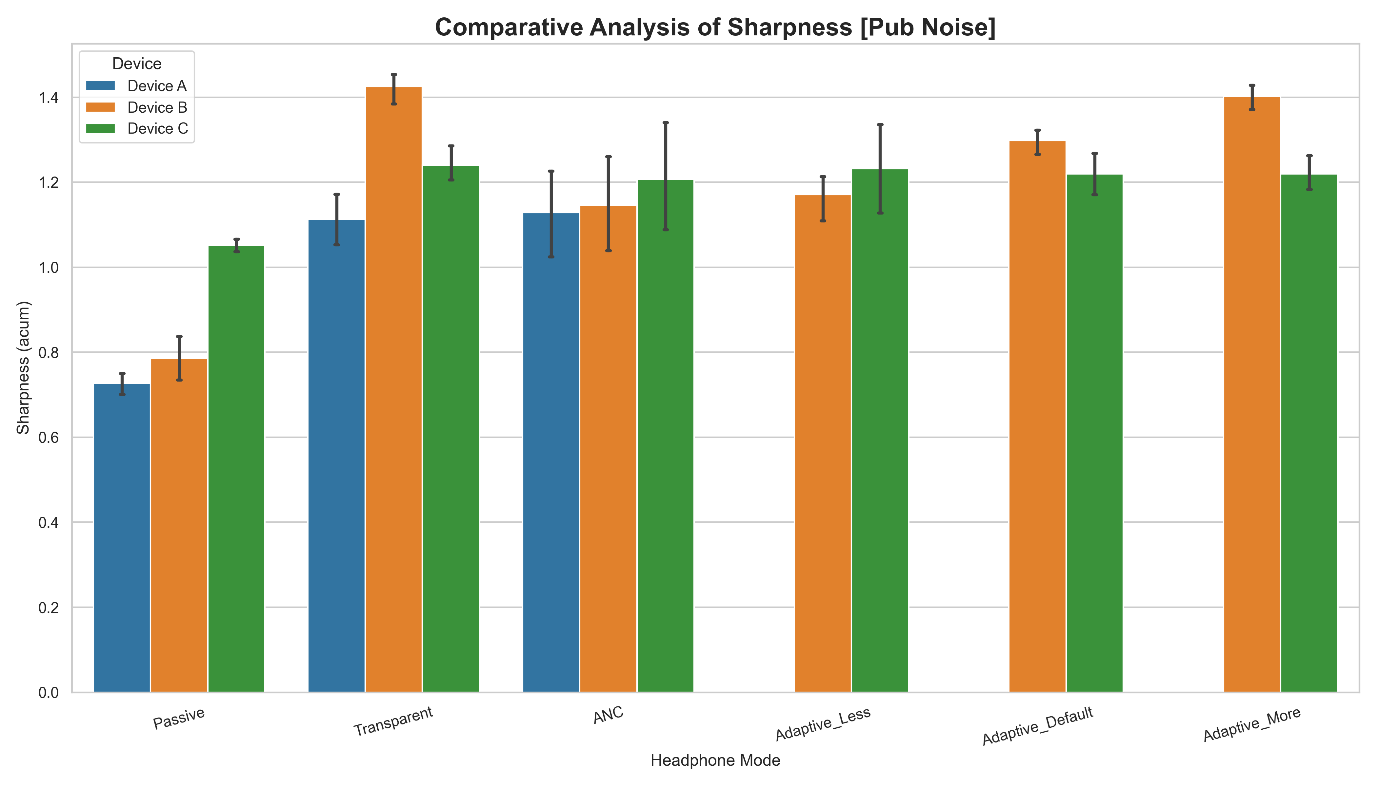 Comparative Analysis of Sharpness [Pub Noise]
Device
Device A
Device B
Device C
Sharpness (acum)
1.4
1.2
1.0
0.8
0.6
0.4
0.2
0.0
Passive
Transparent
ANC
Adaptive_Less
Adaptive_Default
Adaptive_More
Headphone Mode